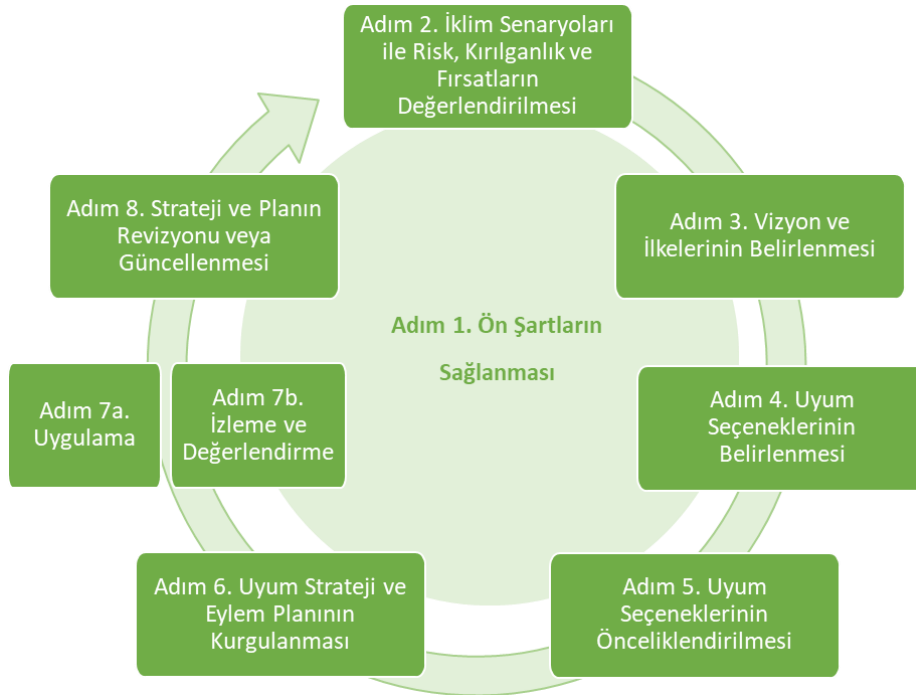 Adım 2. İklim Senaryoları
ile Risk, Kırılganlık ve
Fırsatların
Değerlendirilmesi
Adım 8. Strateji ve Planın
Revizyonu veya
Güncellenmesi
Adım 3. Vizyon ve
İlkelerinin Belirlenmesi
Adım 1. Ön Şartların
Sağlanması
Adım 7a.
Uygulama
Adım 7b.
İzleme ve
Değerlendirme
Adım 4. Uyum
Seçeneklerinin
Belirlenmesi
Adım 6. Uyum Strateji ve
Eylem Planının
Kurgulanması
Adım 5. Uyum
Seçeneklerinin
Önceliklendirilmesi